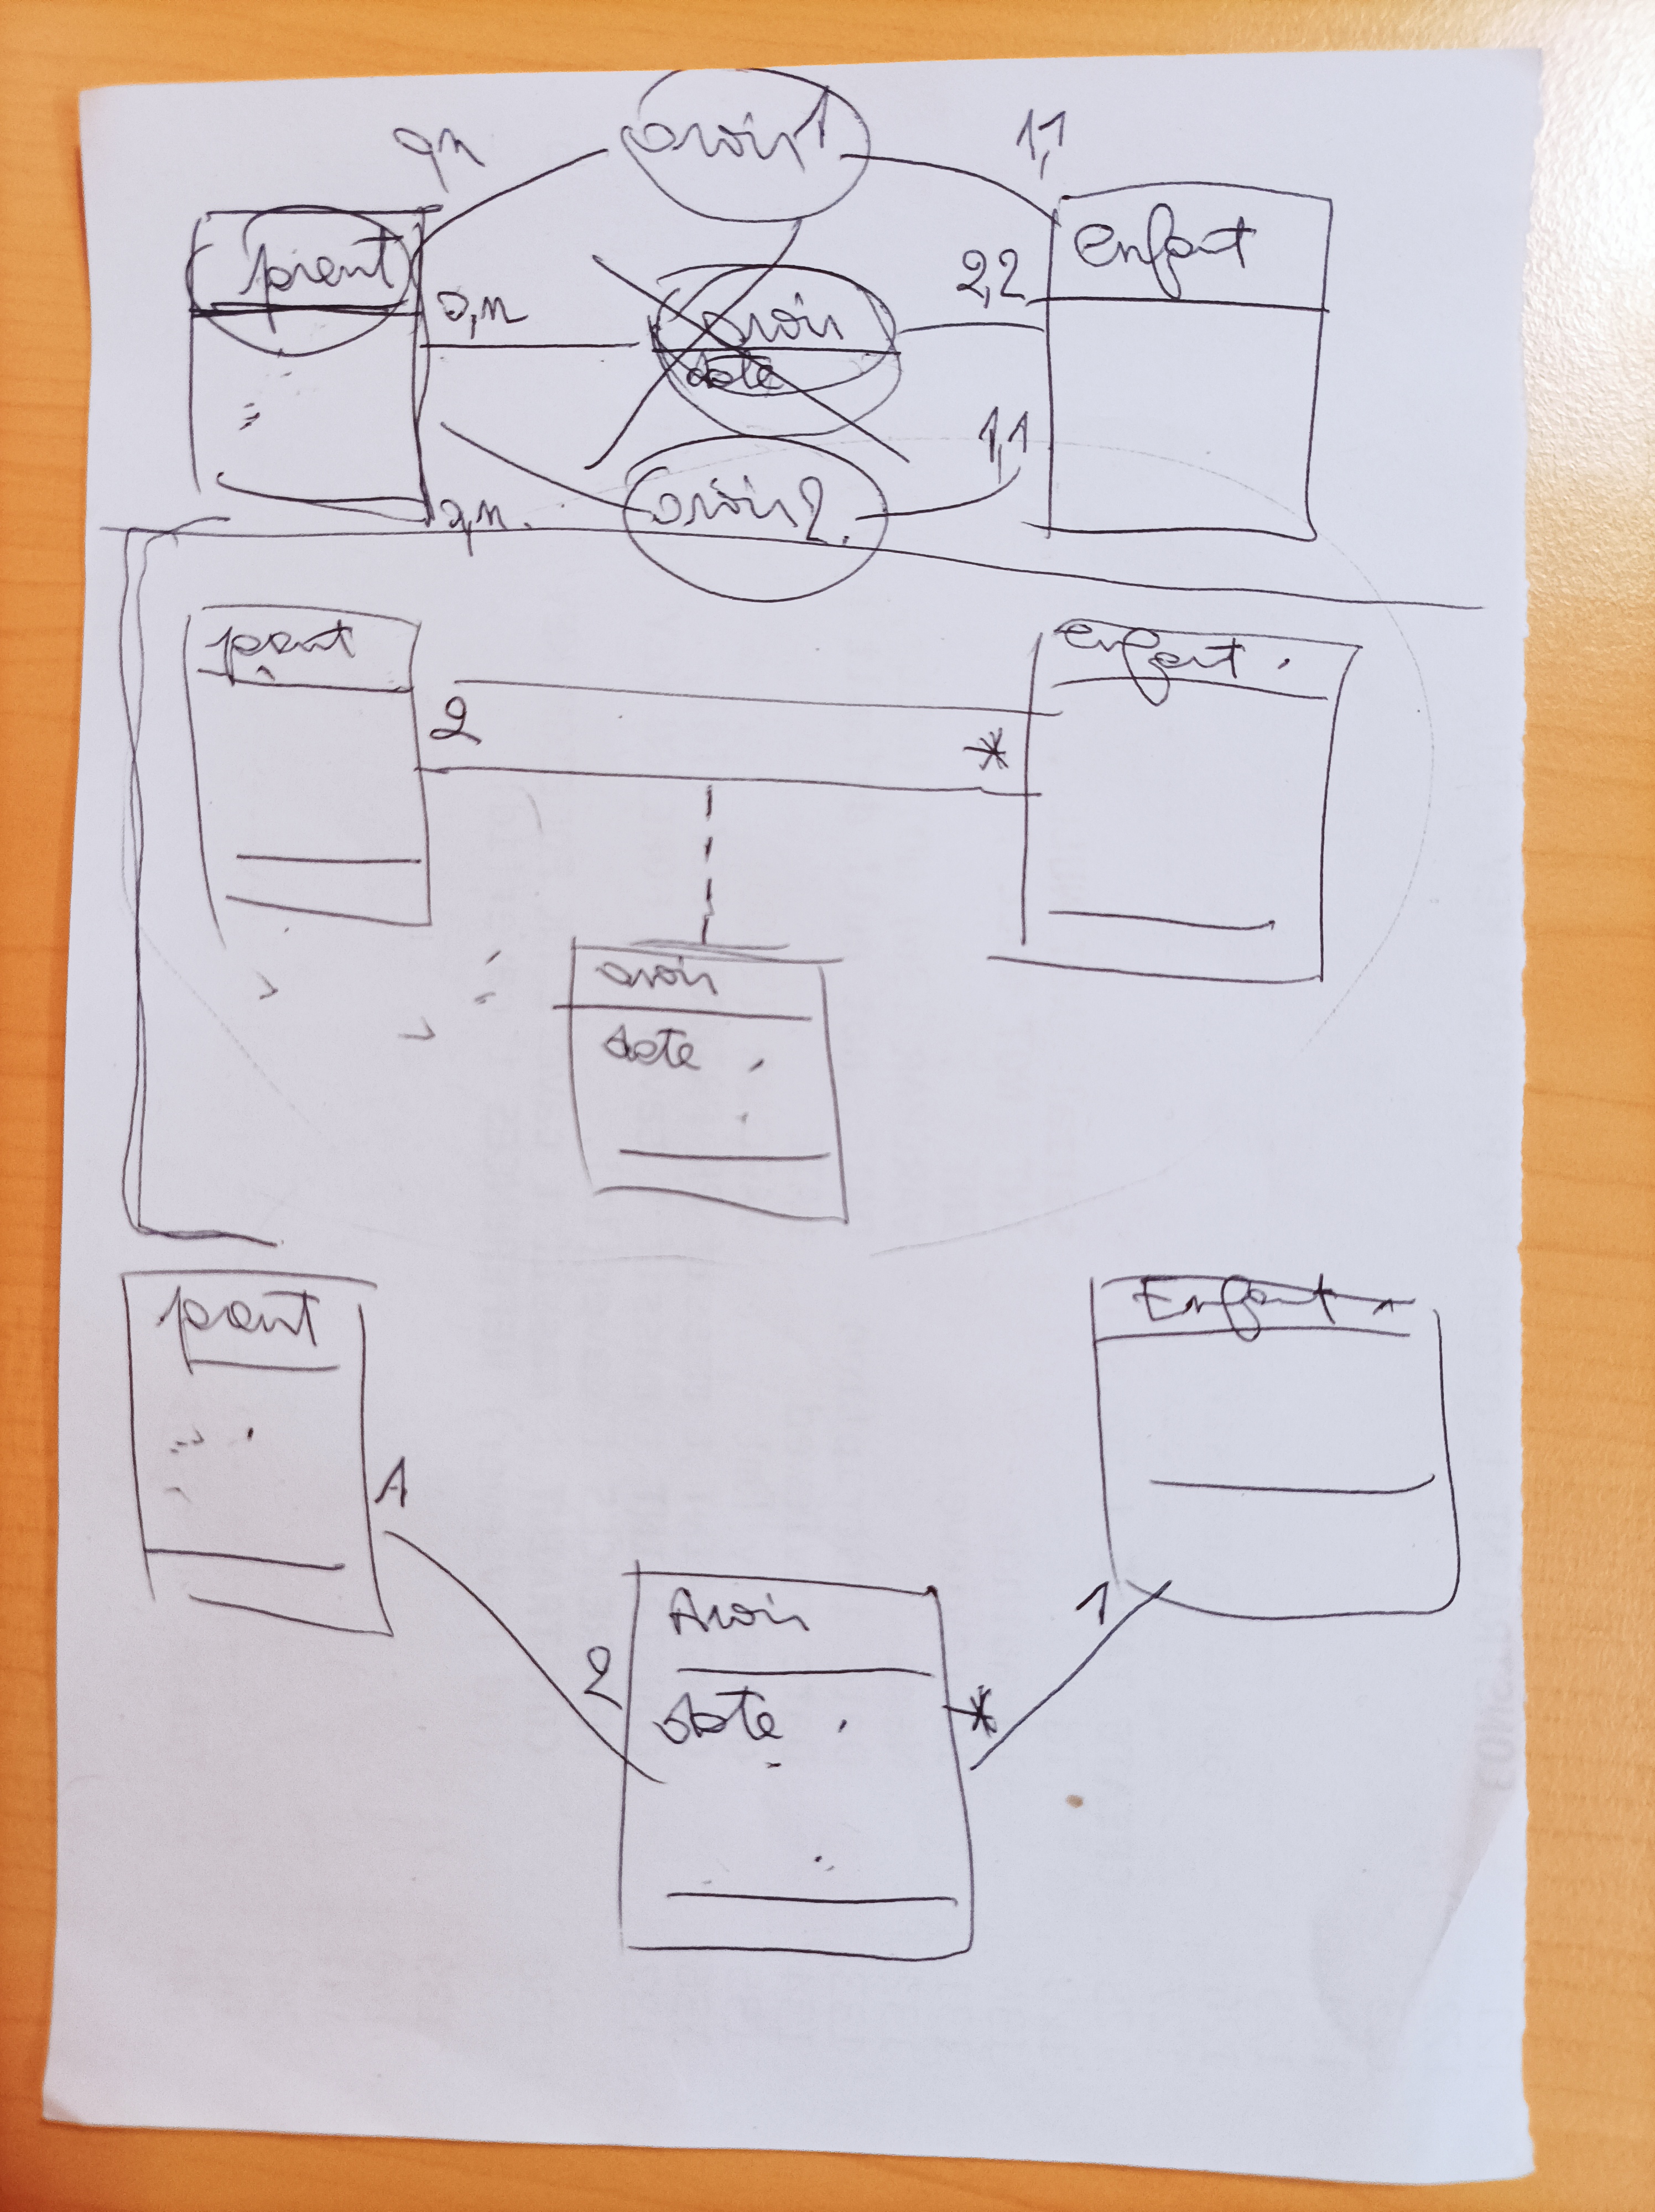 0,n avoir1 1,1
parent enfant
0,n avoir 2,2
date
1,1
0,n. avoir2.
parent enfant
2 *
avoir
date
parent Enfant
1
Avoir 1
2 date *